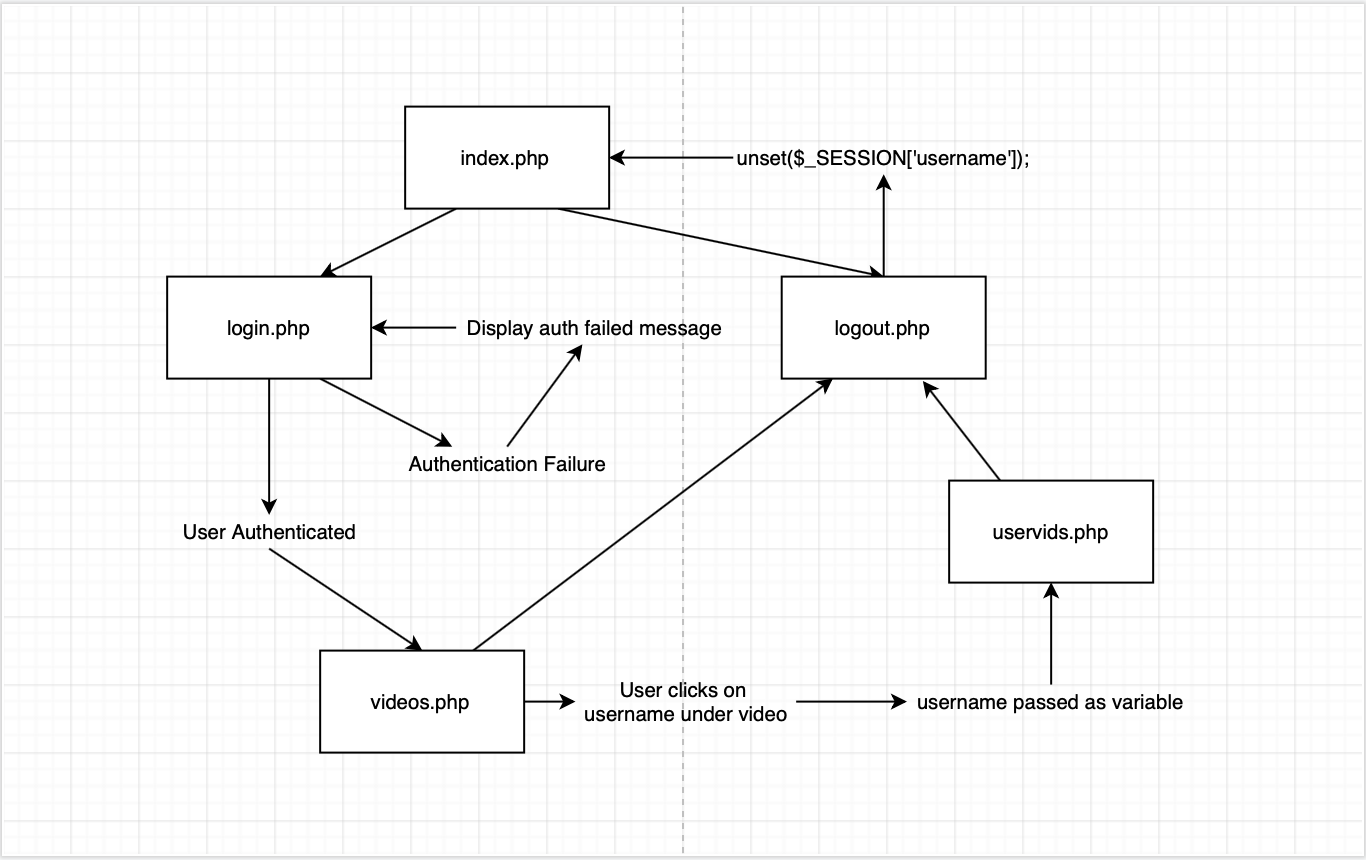 index.php
unset($_SESSION['username']);
login.php
Display auth failed message
logout.php
Authentication Failure
User Authenticated
uservids.php
videos.php
User clicks on
username under video
username passed as variable